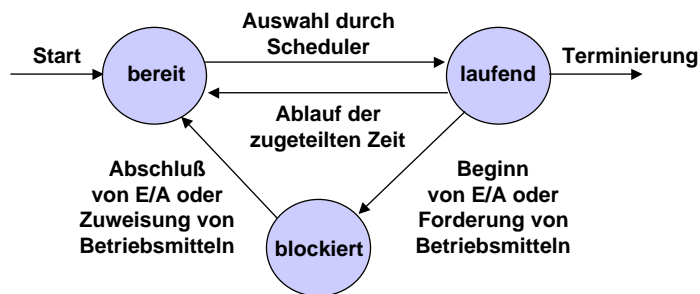 Auswahl durch
Scheduler
Start
bereit
laufend
Terminierung
Ablauf der
zugeteilten Zeit
Abschluß
von E/A oder
Zuweisung von
Betriebsmitteln
Beginn
von E/A oder
Forderung von
Betriebsmitteln
blockiert